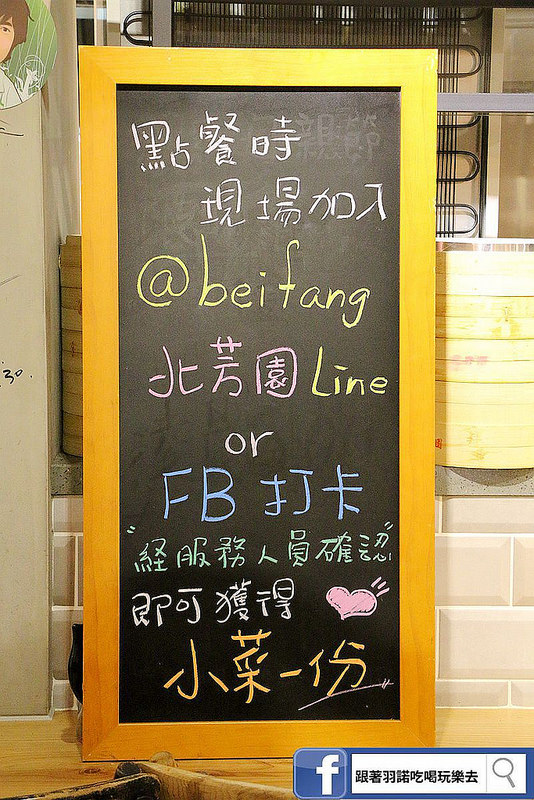 點餐時
現場加入
@beifang
北芳園 Line
or
FB 打卡
"経服務人員確認"
即可獲得
小菜一份
30.
f 跟著羽諾吃喝玩樂去